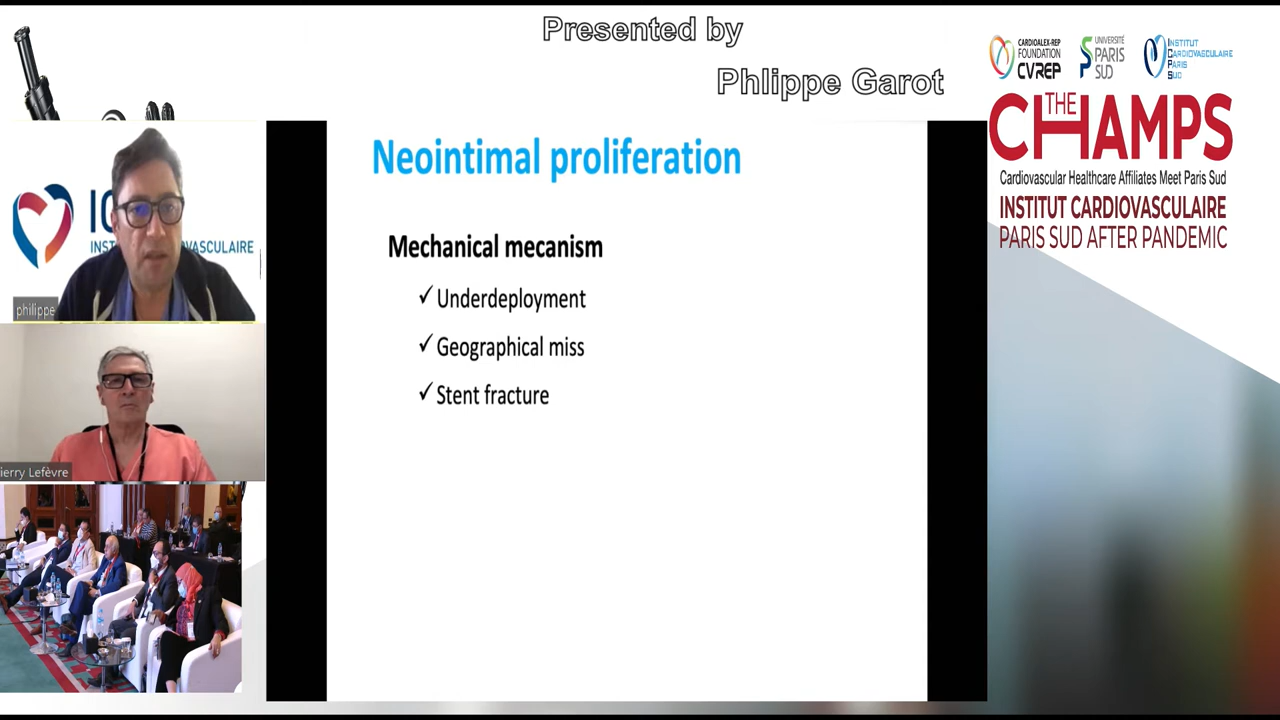 Presented by
Phlippe Garot
CARDIOALEX-REP
FOUNDATION
CVREP
UNIVERSITÉ
PARIS
SUD
INSTITUT
CARDIOVASCULAIRE
PARIS
SUD
THE
CHAMPS
Cardiovascular Healthcare Affiliates Meet Paris Sud
INSTITUT CARDIOVASCULAIRE
PARIS SUD AFTER PANDEMIC
Neointimal proliferation
Mechanical mecanism
✓Underdeployment
✓Geographical miss
✓Stent fracture
philippe
ierry Lefèvre